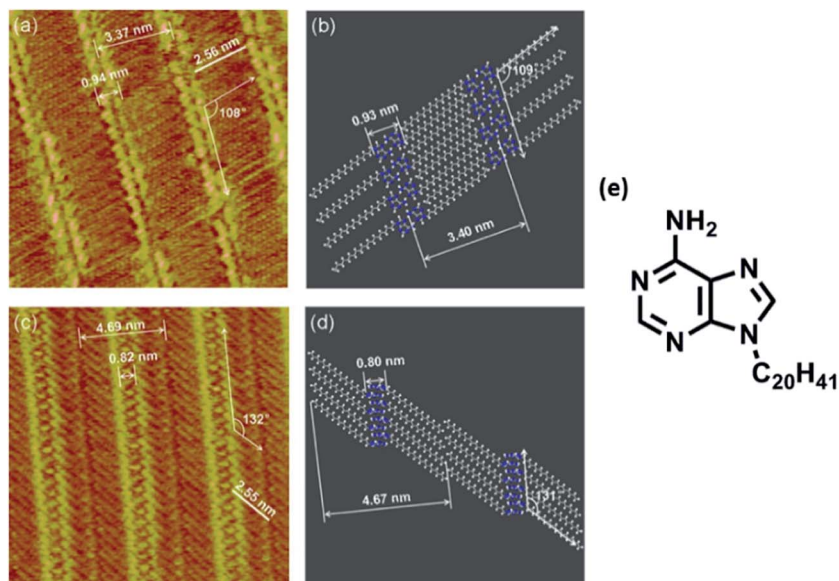 (a)
3.37 nm
2.56 nm
0.94 nm
108°
(b)
109°
0.93 nm
3.40 nm
(c)
4.69 nm
0.82 nm
132°
2.55 nm
(d)
0.80 nm
131
4.67 nm
(e)
NH2
N
N
N
N
C20H41